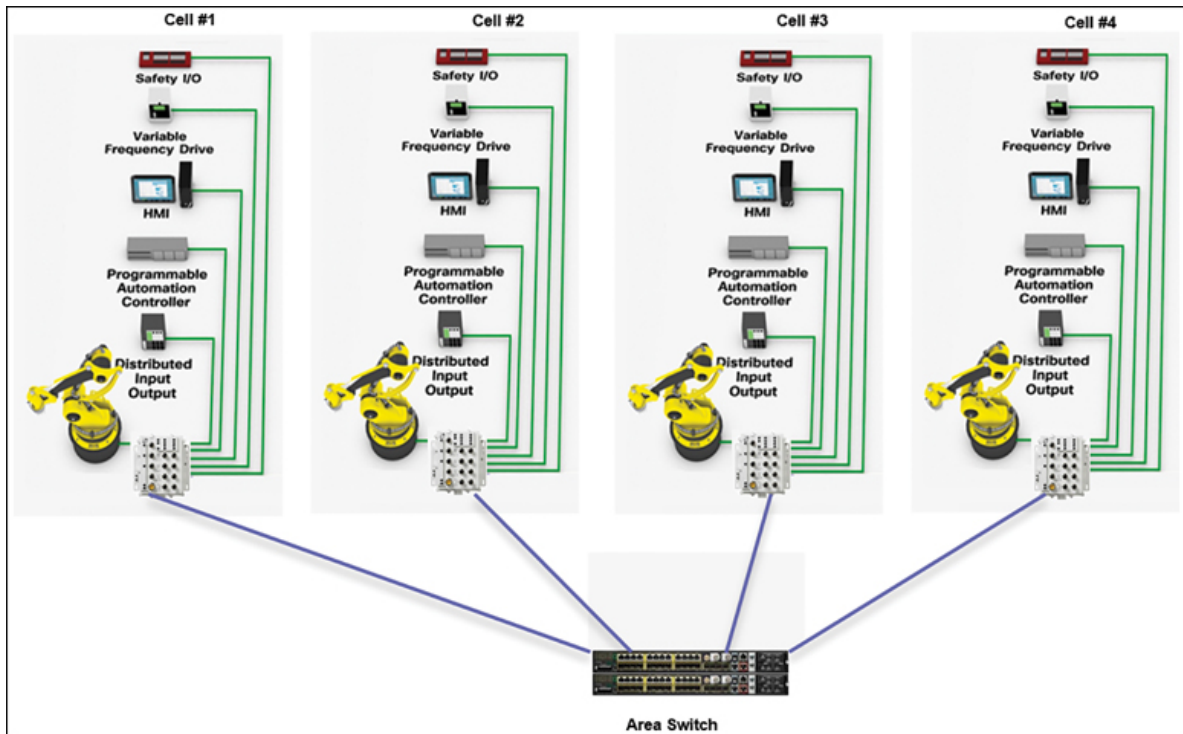 Cell #1
Cell #2
Cell #3
Cell #4
Safety I/O
Variable
Frequency Drive
HMI
Programmable
Automation
Controller
Distributed
Input
Output
Safety I/O
Variable
Frequency Drive
HMI
Programmable
Automation
Controller
Distributed
Input
Output
Safety I/O
Variable
Frequency Drive
HMI
Programmable
Automation
Controller
Distributed
Input
Output
Safety I/O
Variable
Frequency Drive
HMI
Programmable
Automation
Controller
Distributed
Input
Output
Area Switch